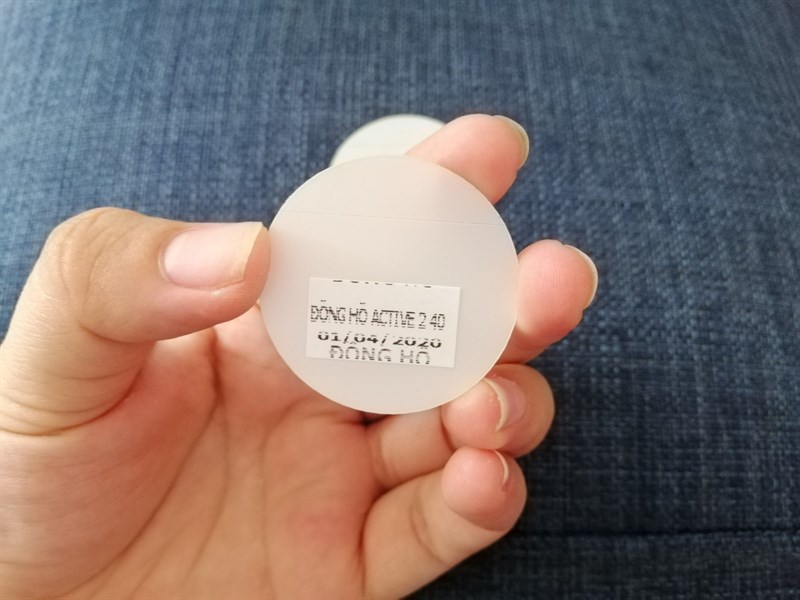 ĐỒNG HỒ ACTIVE 2 40
01/04/2020
ĐỒNG HỒ